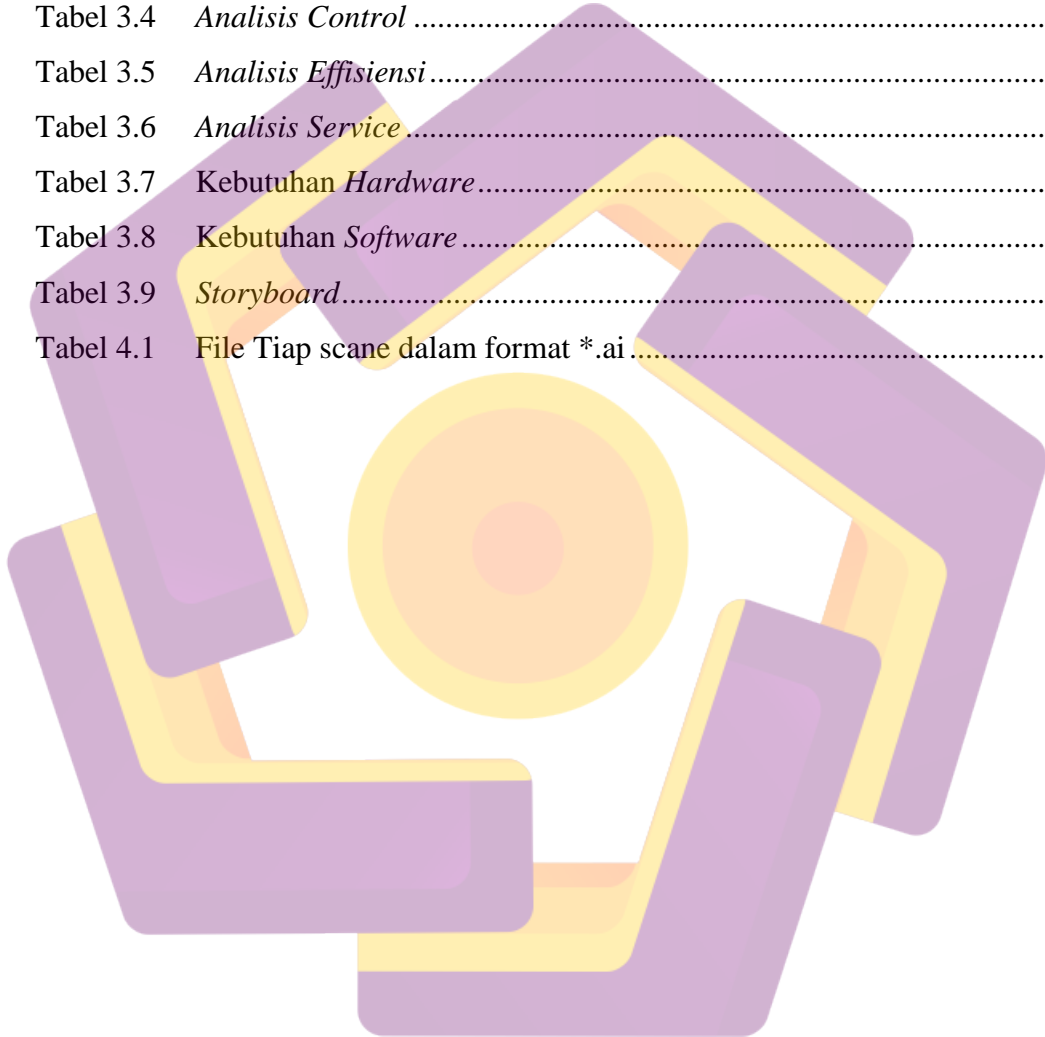 Tabel 3.4 Analisis Control ........................................................................
Tabel 3.5 Analisis Effisiensi ......................................................................
Tabel 3.6 Analisis Service .........................................................................
Tabel 3.7 Kebutuhan Hardware ...............................................................
Tabel 3.8 Kebutuhan Software .................................................................
Tabel 3.9 Storyboard .................................................................................
Tabel 4.1 File Tiap scane dalam format *.ai ................................................